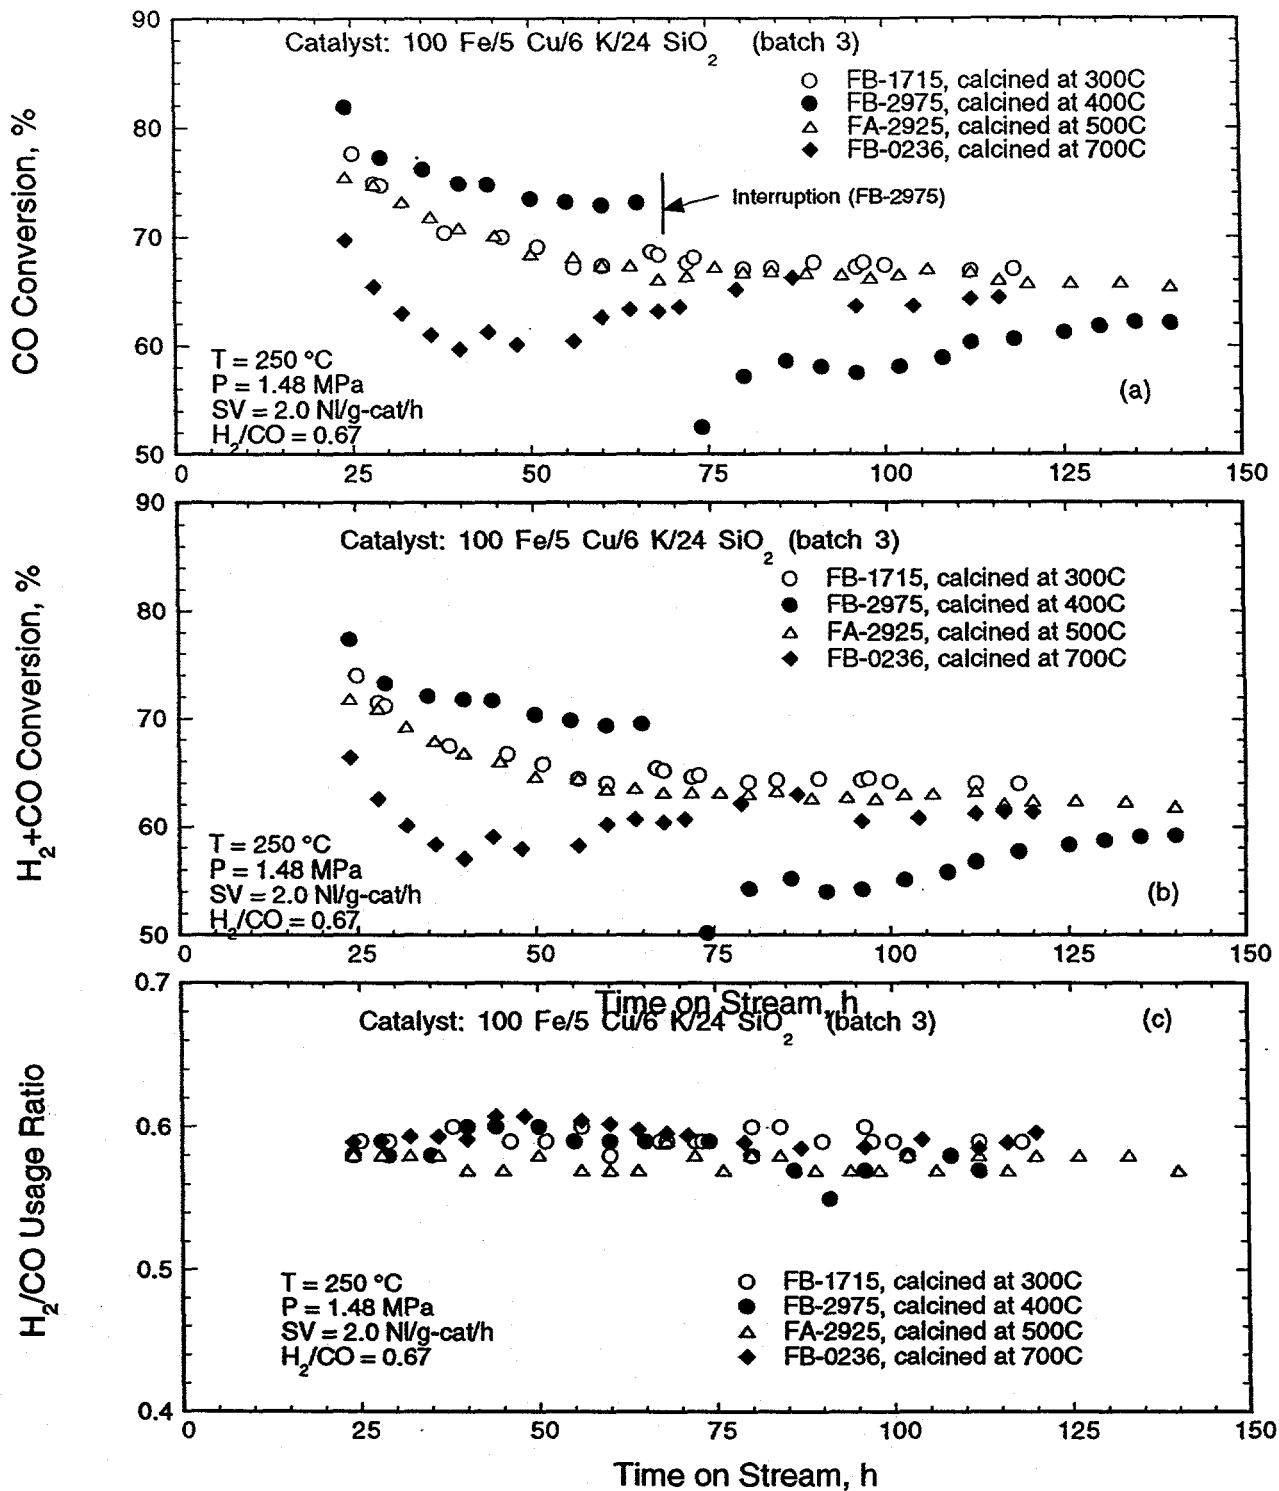 90
Catalyst: 100 Fe/5 Cu/6 K/24 SiO2 (batch 3)
FB-1715, calcined at 300C
FB-2975, calcined at 400C
FA-2925, calcined at 500C
FB-0236, calcined at 700C
80
Interruption (FB-2975)
70
CO Conversion, %
60
T = 250 °C
P = 1.48 MPa
SV = 2.0 Nl/g-cat/h
H2/CO = 0.67
(a)
50
0 25 50 75 100 125 150
90
Catalyst: 100 Fe/5 Cu/6 K/24 SiO2 (batch 3)
FB-1715, calcined at 300C
FB-2975, calcined at 400C
FA-2925, calcined at 500C
FB-0236, calcined at 700C
80
70
H2+CO Conversion, %
60
T = 250 °C
P = 1.48 MPa
SV = 2.0 Nl/g-cat/h
H2/CO = 0.67
(b)
50
0 25 50 75 100 125 150
0.7
Time on Stream, h
Catalyst: 100 Fe/5 Cu/6 K/24 SiO2 (batch 3)
(c)
0.6
H2/CO Usage Ratio
0.5
T = 250 °C
P = 1.48 MPa
SV = 2.0 Nl/g-cat/h
H2/CO = 0.67
FB-1715, calcined at 300C
FB-2975, calcined at 400C
FA-2925, calcined at 500C
FB-0236, calcined at 700C
0.4
0 25 50 75 100 125 150
Time on Stream, h